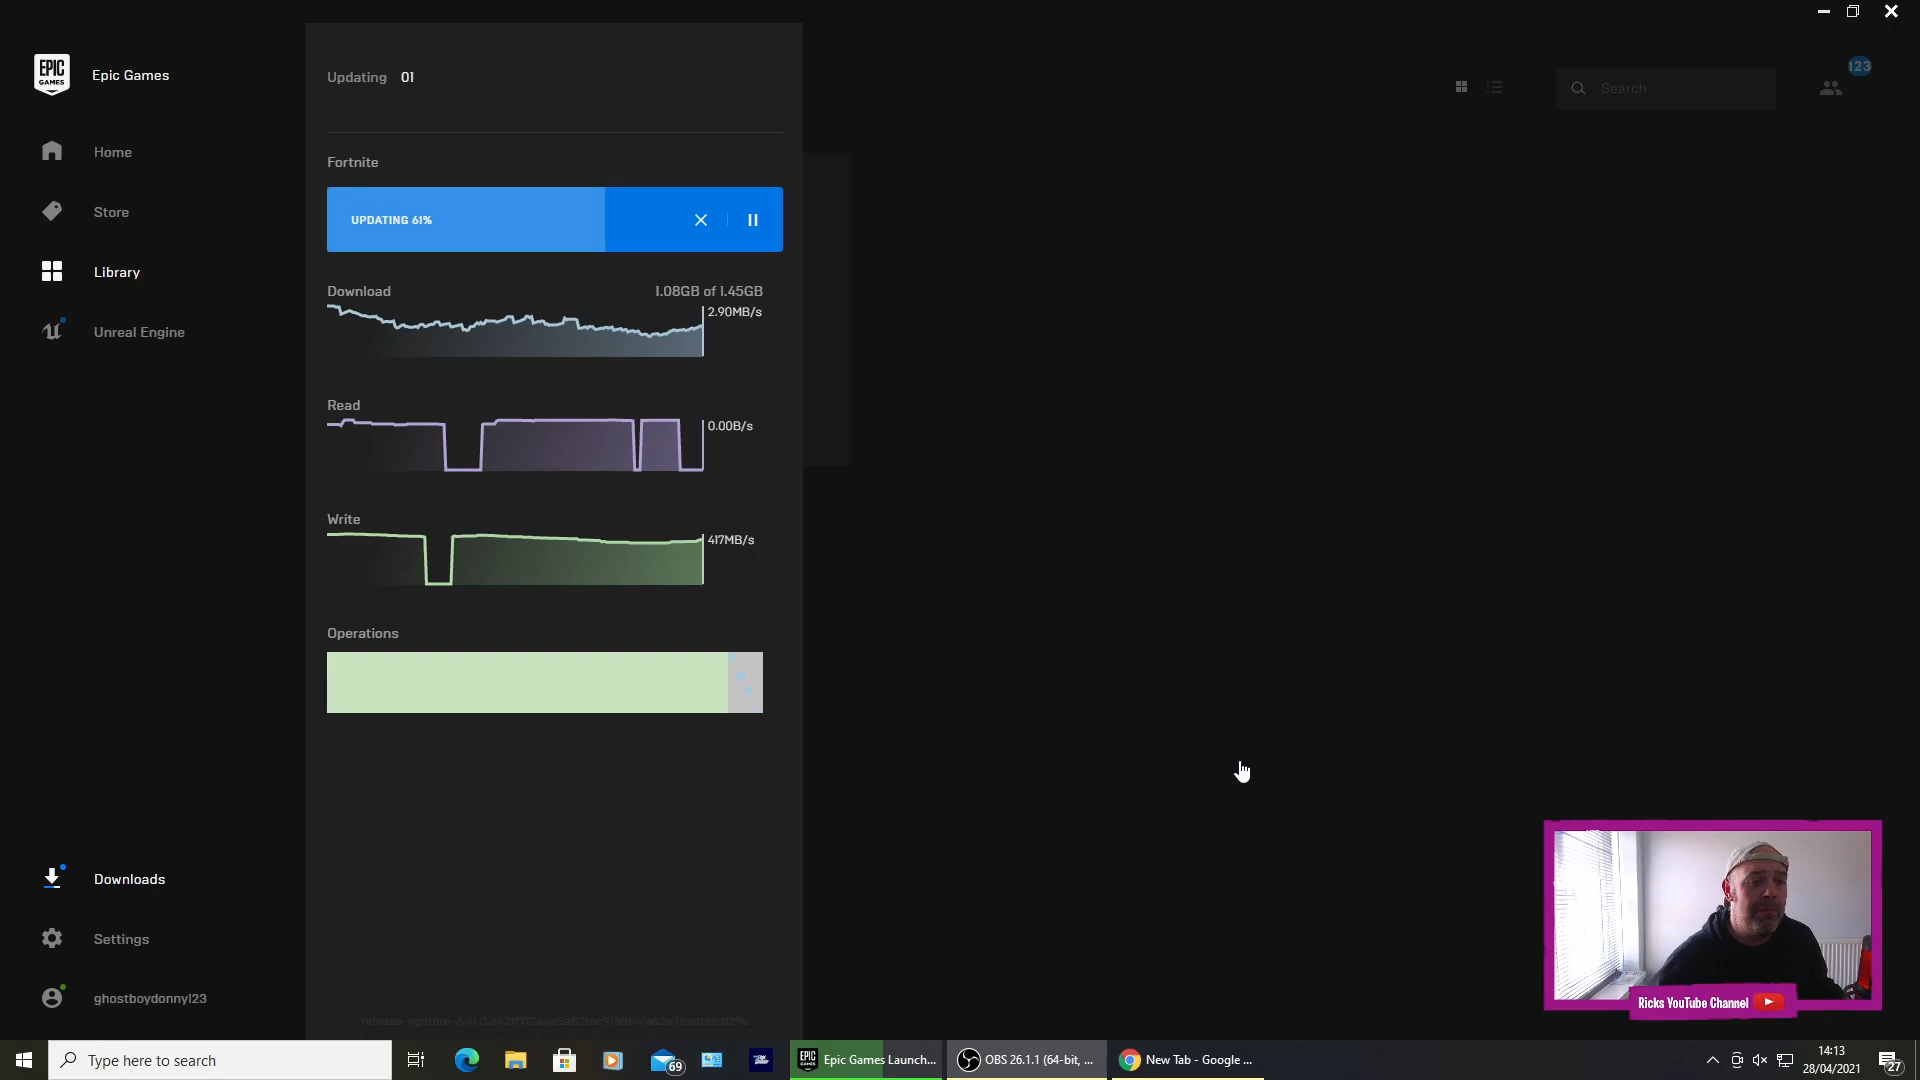 EPIC
GAMES
Epic Games
Home
Store
Library
Unreal Engine
Downloads
Settings
ghostboydonny123
Updating 01
Fortnite
UPDATING 61%
Download
1.08GB of 1.45GB
2.90MB/s
Read
0.00B/s
Write
417MB/s
Operations
Search
123
Ricks YouTube Channel
Type here to search
69
EPIC
GAMES
Epic Games Launch...
OBS 26.1.1 (64-bit, ...
New Tab - Google ...
14:13
28/04/2021
27